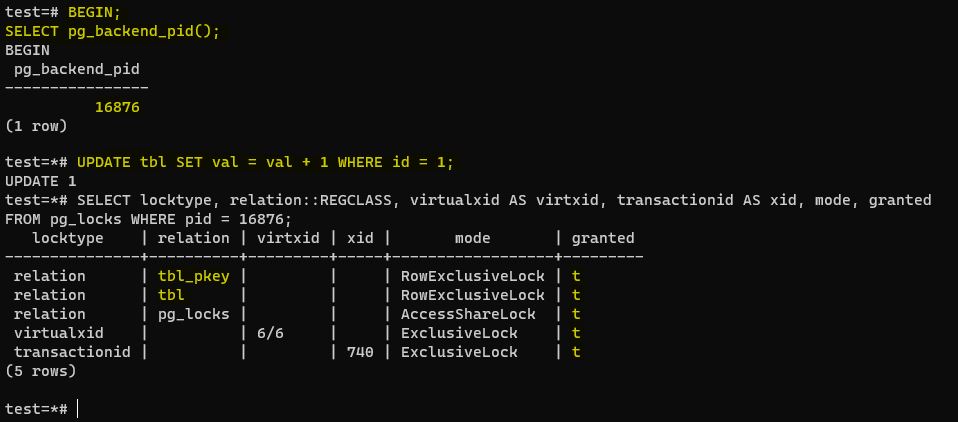 test=# BEGIN;
SELECT pg_backend_pid();
BEGIN
 pg_backend_pid
----------------
          16876
(1 row)

test=*# UPDATE tbl SET val = val + 1 WHERE id = 1;
UPDATE 1
test=*# SELECT locktype, relation::REGCLASS, virtualxid AS virtxid, transactionid AS xid, mode, granted
FROM pg_locks WHERE pid = 16876;
   locktype    | relation | virtxid | xid |       mode       | granted
---------------+----------+---------+-----+------------------+---------
 relation      | tbl_pkey |         |     | RowExclusiveLock | t
 relation      | tbl      |         |     | RowExclusiveLock | t
 relation      | pg_locks |         |     | AccessShareLock  | t
 virtualxid    |          | 6/6     |     | ExclusiveLock    | t
 transactionid |          |         | 740 | ExclusiveLock    | t
(5 rows)

test=*#